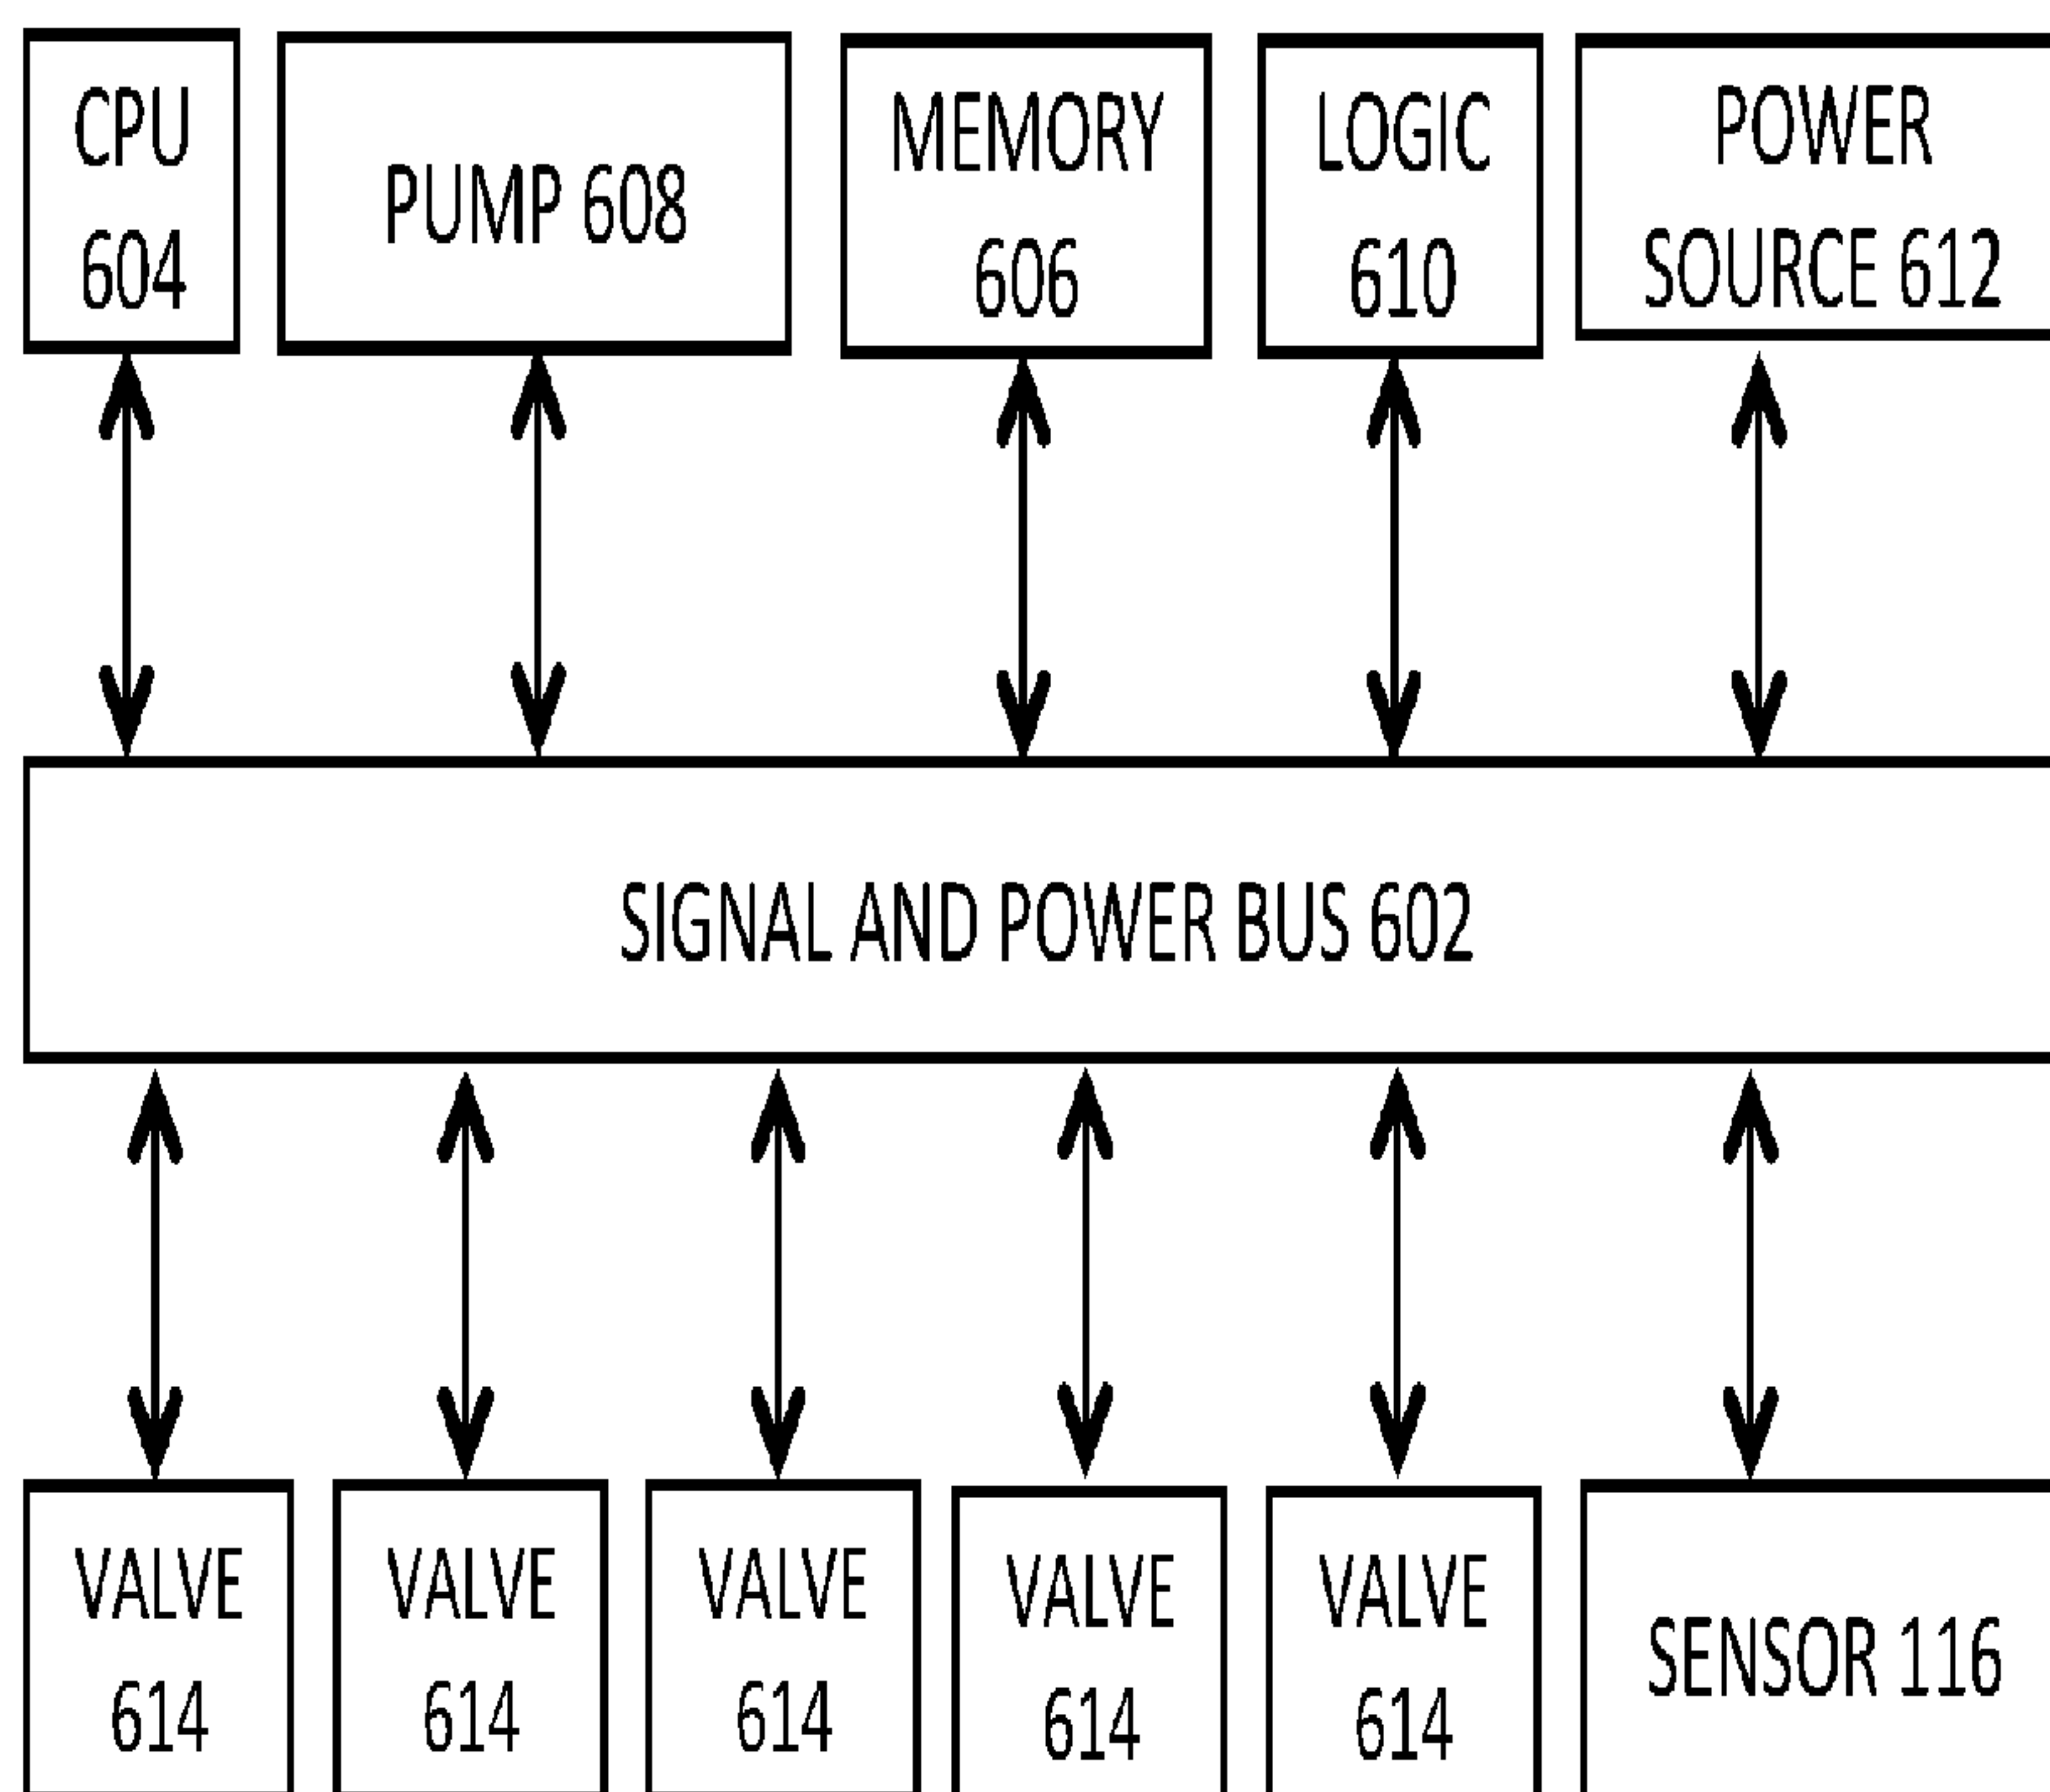 CPU
604
PUMP 608
MEMORY
606
LOGIC
610
POWER
SOURCE 612
SIGNAL AND POWER BUS 602
VALVE
614
VALVE
614
VALVE
614
VALVE
614
VALVE
614
SENSOR 116